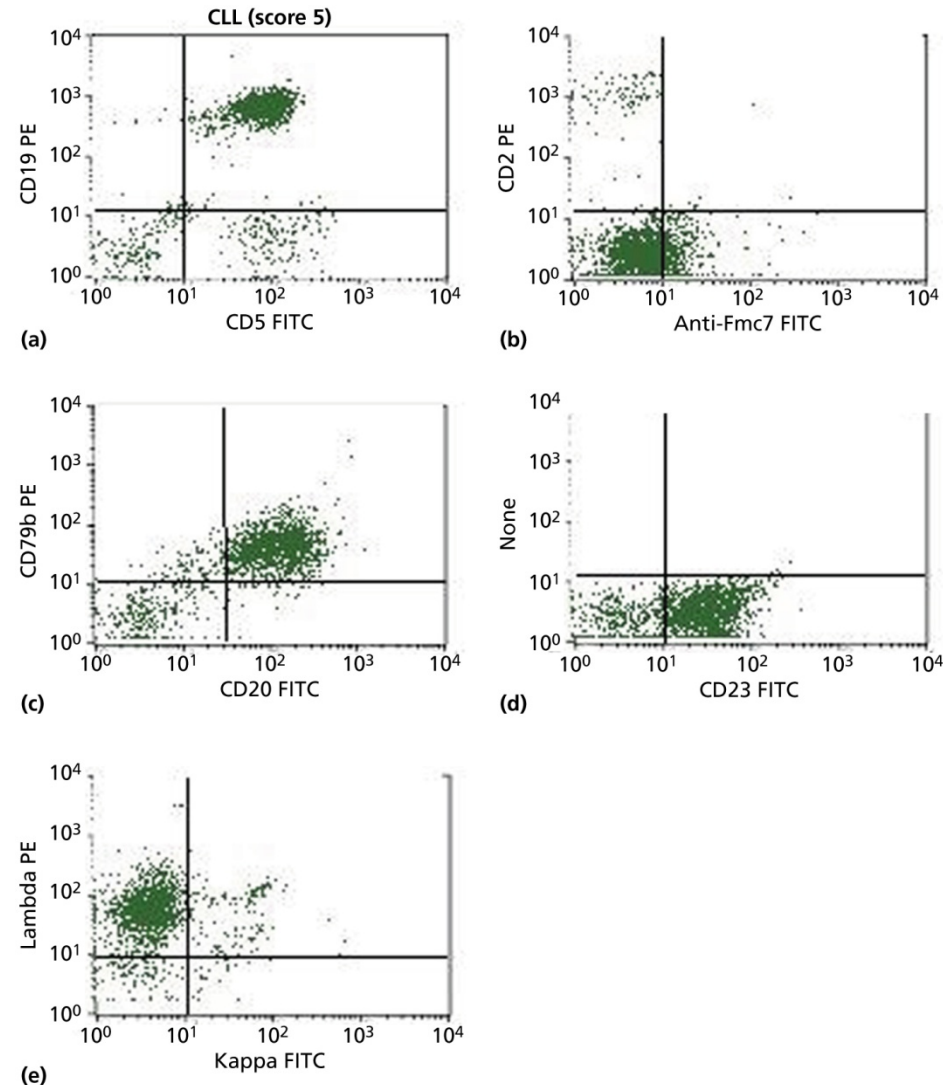 CLL (score 5)
10⁴
10³
10²
10¹
10⁰
CD19 PE
10⁰ 10¹ 10² 10³ 10⁴
CD5 FITC
(a)
10⁴
10³
10²
10¹
10⁰
CD2 PE
10⁰ 10¹ 10² 10³ 10⁴
Anti-Fmc7 FITC
(b)
10⁴
10³
10²
10¹
10⁰
CD79b PE
10⁰ 10¹ 10² 10³ 10⁴
CD20 FITC
(c)
10⁴
10³
10²
10¹
10⁰
None
10⁰ 10¹ 10² 10³ 10⁴
CD23 FITC
(d)
10⁴
10³
10²
10¹
10⁰
Lambda PE
10⁰ 10¹ 10² 10³ 10⁴
Kappa FITC
(e)